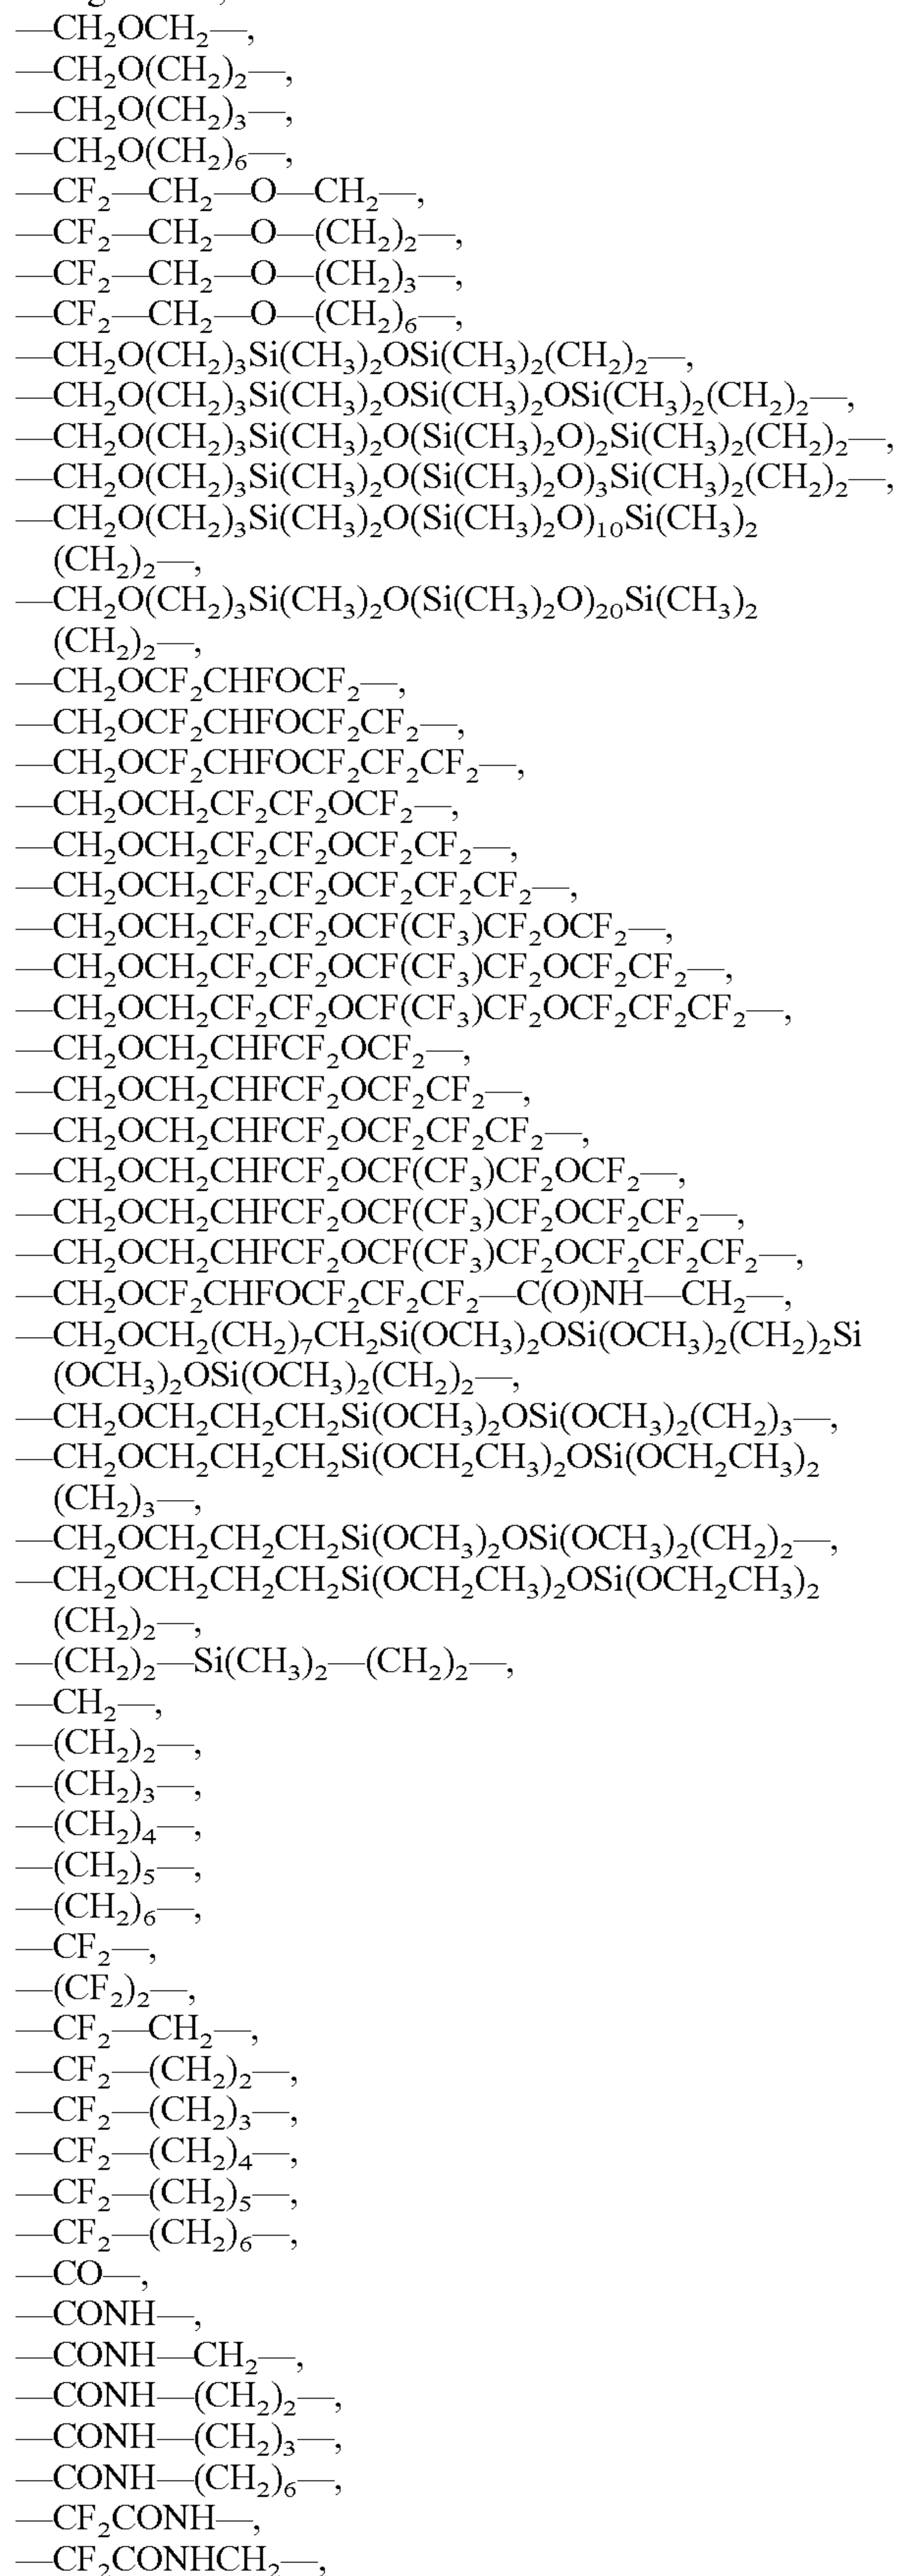 —CH₂OCH₂—,
—CH₂O(CH₂)₂—,
—CH₂O(CH₂)₃—,
—CH₂O(CH₂)₆—,
—CF₂—CH₂—O—CH₂—,
—CF₂—CH₂—O—(CH₂)₂—,
—CF₂—CH₂—O—(CH₂)₃—,
—CF₂—CH₂—O—(CH₂)₆—,
—CH₂O(CH₂)₃Si(CH₃)₂OSi(CH₃)₂(CH₂)₂—,
—CH₂O(CH₂)₃Si(CH₃)₂OSi(CH₃)₂OSi(CH₃)₂(CH₂)₂—,
—CH₂O(CH₂)₃Si(CH₃)₂O(Si(CH₃)₂O)₂Si(CH₃)₂(CH₂)₂—,
—CH₂O(CH₂)₃Si(CH₃)₂O(Si(CH₃)₂O)₃Si(CH₃)₂(CH₂)₂—,
—CH₂O(CH₂)₃Si(CH₃)₂O(Si(CH₃)₂O)₁₀Si(CH₃)₂
(CH₂)₂—,
—CH₂O(CH₂)₃Si(CH₃)₂O(Si(CH₃)₂O)₂₀Si(CH₃)₂
(CH₂)₂—,
—CH₂OCF₂CHFOCF₂—,
—CH₂OCF₂CHFOCF₂CF₂—,
—CH₂OCF₂CHFOCF₂CF₂CF₂—,
—CH₂OCH₂CF₂CF₂OCF₂—,
—CH₂OCH₂CF₂CF₂OCF₂CF₂—,
—CH₂OCH₂CF₂CF₂OCF₂CF₂CF₂—,
—CH₂OCH₂CF₂CF₂OCF(CF₃)CF₂OCF₂—,
—CH₂OCH₂CF₂CF₂OCF(CF₃)CF₂OCF₂CF₂—,
—CH₂OCH₂CF₂CF₂OCF(CF₃)CF₂OCF₂CF₂CF₂—,
—CH₂OCH₂CHFCF₂OCF₂—,
—CH₂OCH₂CHFCF₂OCF₂CF₂—,
—CH₂OCH₂CHFCF₂OCF₂CF₂CF₂—,
—CH₂OCH₂CHFCF₂OCF(CF₃)CF₂OCF₂—,
—CH₂OCH₂CHFCF₂OCF(CF₃)CF₂OCF₂CF₂—,
—CH₂OCH₂CHFCF₂OCF(CF₃)CF₂OCF₂CF₂CF₂—,
—CH₂OCF₂CHFOCF₂CF₂CF₂—C(O)NH—CH₂—,
—CH₂OCH₂(CH₂)₇CH₂Si(OCH₃)₂OSi(OCH₃)₂(CH₂)₂Si
(OCH₃)₂OSi(OCH₃)₂(CH₂)₂—,
—CH₂OCH₂CH₂CH₂Si(OCH₃)₂OSi(OCH₃)₂(CH₂)₃—,
—CH₂OCH₂CH₂CH₂Si(OCH₂CH₃)₂OSi(OCH₂CH₃)₂
(CH₂)₃—,
—CH₂OCH₂CH₂CH₂Si(OCH₃)₂OSi(OCH₃)₂(CH₂)₂—,
—CH₂OCH₂CH₂CH₂Si(OCH₂CH₃)₂OSi(OCH₂CH₃)₂
(CH₂)₂—,
—(CH₂)₂—Si(CH₃)₂—(CH₂)₂—,
—CH₂—,
—(CH₂)₂—,
—(CH₂)₃—,
—(CH₂)₄—,
—(CH₂)₅—,
—(CH₂)₆—,
—CF₂—,
—(CF₂)₂—,
—CF₂—CH₂—,
—CF₂—(CH₂)₂—,
—CF₂—(CH₂)₃—,
—CF₂—(CH₂)₄—,
—CF₂—(CH₂)₅—,
—CF₂—(CH₂)₆—,
—CO—,
—CONH—,
—CONH—CH₂—,
—CONH—(CH₂)₂—,
—CONH—(CH₂)₃—,
—CONH—(CH₂)₆—,
—CF₂CONH—,
—CF₂CONHCH₂—,